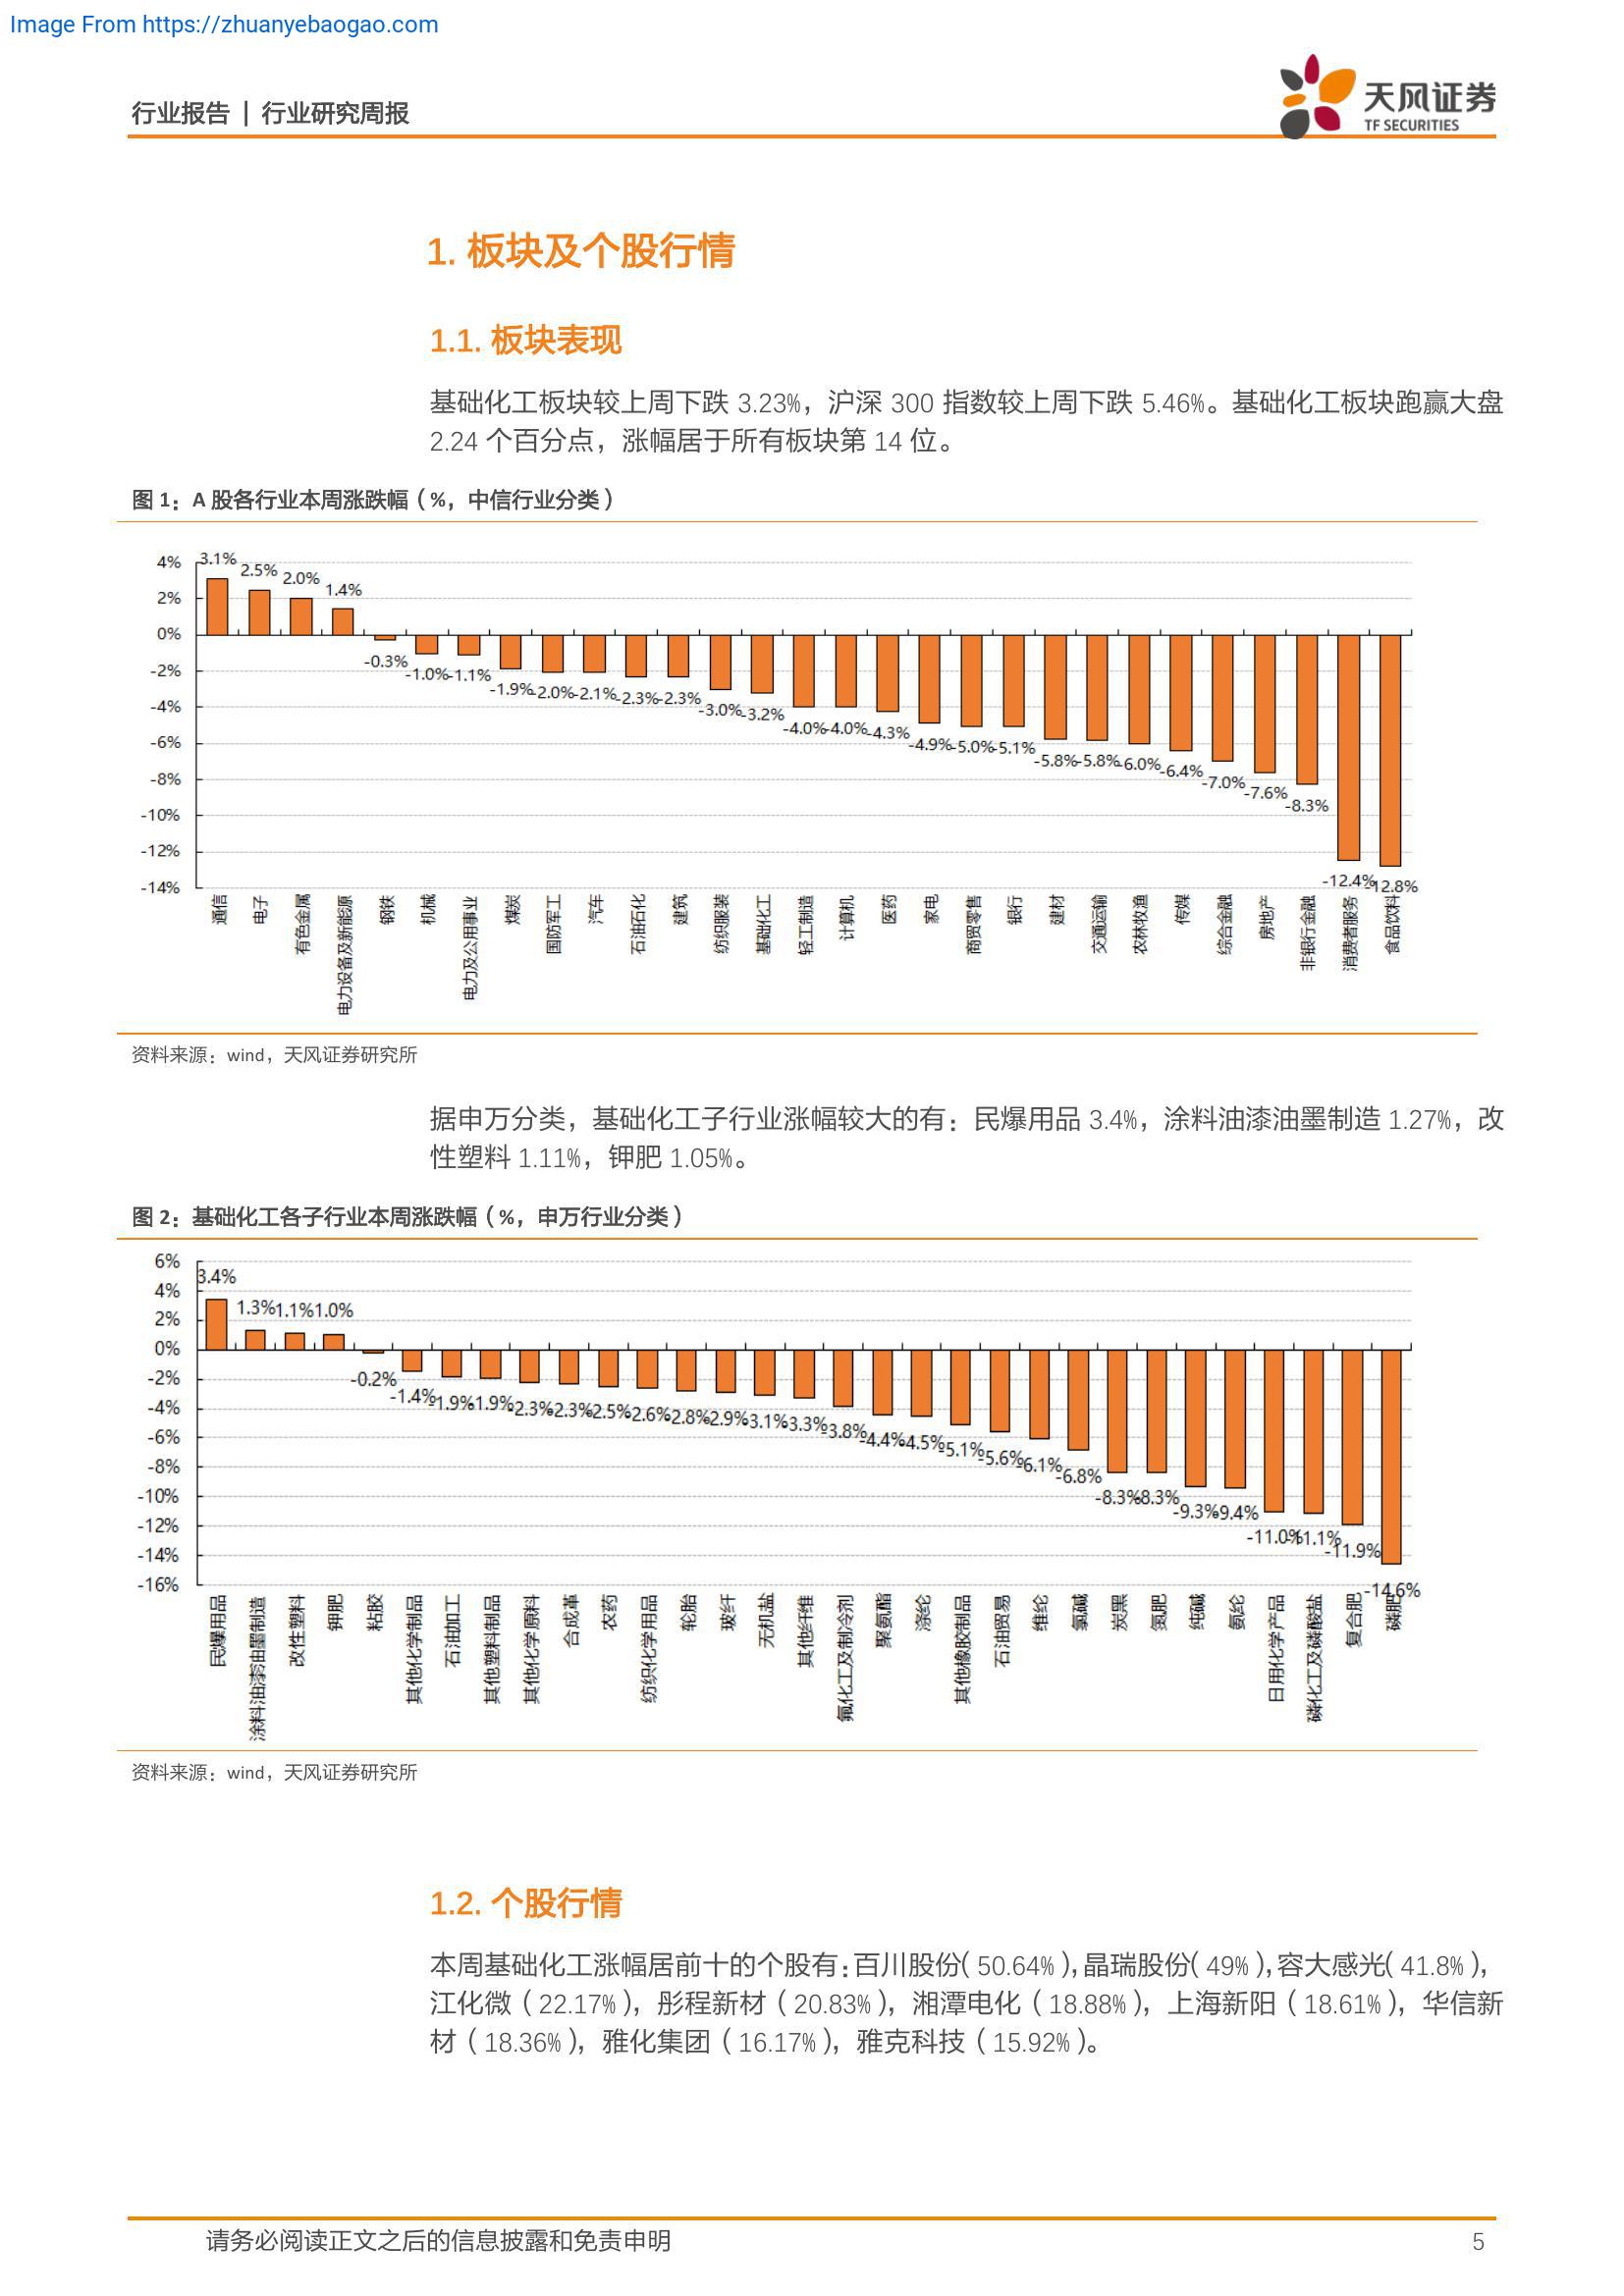 Image From https://zhuanyebaogao.com
行业报告 | 行业研究周报
天风证券
TF SECURITIES
1. 板块及个股行情
1.1. 板块表现
基础化工板块较上周下跌 3.23%，沪深 300 指数较上周下跌 5.46%。基础化工板块跑赢大盘
2.24 个百分点，涨幅居于所有板块第 14 位。
图 1：A 股各行业本周涨跌幅（%，中信行业分类）
4%
2%
0%
-2%
-4%
-6%
-8%
-10%
-12%
-14%
3.1% 2.5% 2.0% 1.4% -0.3% -1.0% -1.1% -1.9% -2.0% -2.1% -2.3% -2.3% -3.0% -3.2% -4.0% -4.0% -4.3% -4.9% -5.0% -5.1% -5.8% -5.8% -6.0% -6.4% -7.0% -7.6% -8.3% -12.4% -12.8%
通信 电子 有色金属 电力设备及新能源 钢铁 机械 电力及公用事业 煤炭 国防军工 汽车 石油石化 建筑 纺织服装 基础化工 轻工制造 计算机 医药 家电 商贸零售 银行 建材 交通运输 农林牧渔 传媒 综合金融 房地产 非银行金融 消费者服务 食品饮料
资料来源：wind，天风证券研究所
据申万分类，基础化工子行业涨幅较大的有：民爆用品 3.4%，涂料油漆油墨制造 1.27%，改
性塑料 1.11%，钾肥 1.05%。
图 2：基础化工各子行业本周涨跌幅（%，申万行业分类）
6%
4%
2%
0%
-2%
-4%
-6%
-8%
-10%
-12%
-14%
-16%
3.4% 1.3% 1.1% 1.0% -0.2% -1.4% -1.9% -1.9% -2.3% -2.3% -2.5% -2.6% -2.8% -2.9% -3.1% -3.3% -3.8% -4.4% -4.5% -5.1% -5.6% -6.1% -6.8% -8.3% -8.3% -9.3% -9.4% -11.0% -11.1% -11.9% -14.6%
民爆用品 涂料油漆油墨制造 改性塑料 钾肥 粘胶 其他化学制品 石油加工 其他塑料制品 其他化学原料 合成革 农药 纺织化学用品 轮胎 玻纤 无机盐 其他纤维 氟化工及制冷剂 聚氨酯 涤纶 其他橡胶制品 石油贸易 维纶 氯碱 炭黑 氮肥 纯碱 氨纶 日用化学产品 磷化工及磷酸盐 复合肥 磷肥
资料来源：wind，天风证券研究所
1.2. 个股行情
本周基础化工涨幅居前十的个股有：百川股份（50.64%），晶瑞股份（49%），容大感光（41.8%），
江化微（22.17%），彤程新材（20.83%），湘潭电化（18.88%），上海新阳（18.61%），华信新
材（18.36%），雅化集团（16.17%），雅克科技（15.92%）。
请务必阅读正文之后的信息披露和免责申明
5